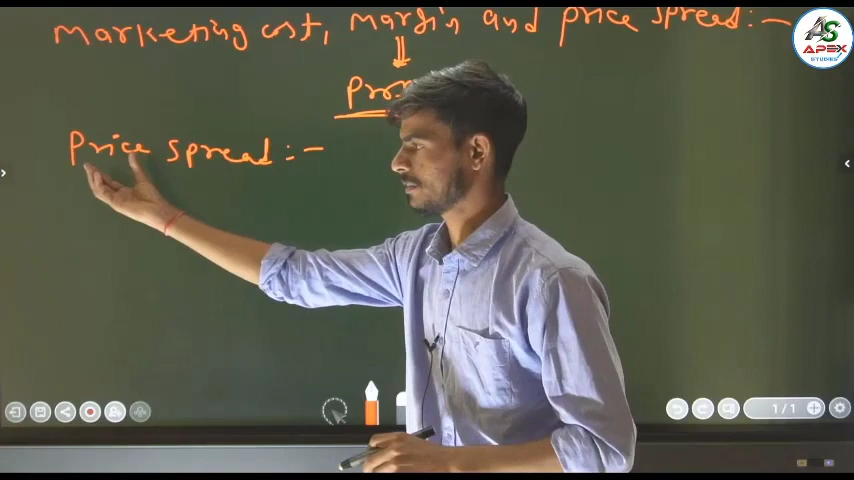 Marketing cost, Margin and price spread :-
APEX
STUDIES
Price spread :-
1/1